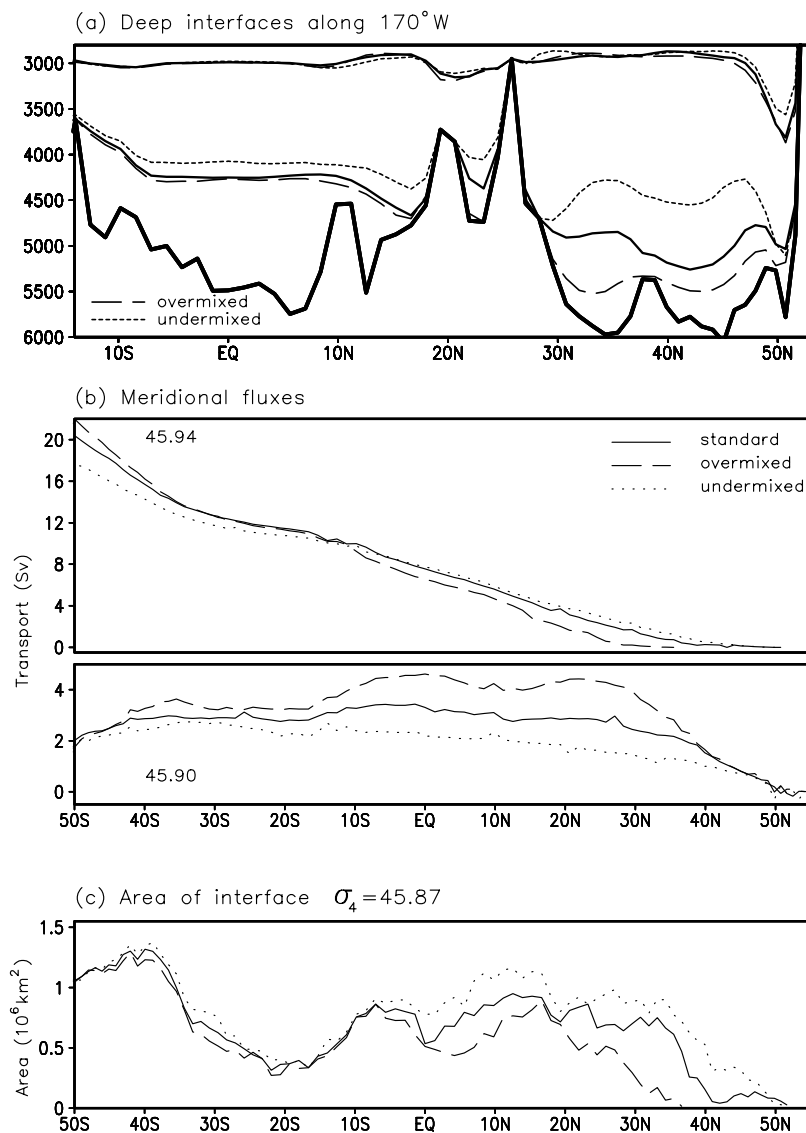 (a) Deep interfaces along 170°W
3000
3500
4000
4500
5000
5500
6000
overmixed
undermixed
10S EQ 10N 20N 30N 40N 50N
(b) Meridional fluxes
45.94
standard
overmixed
undermixed
20
16
12
8
4
0
Transport (Sv)
4
2
0
45.90
50S 40S 30S 20S 10S EQ 10N 20N 30N 40N 50N
(c) Area of interface σ₄=45.87
1.5
1
0.5
0
Area (10⁶km²)
50S 40S 30S 20S 10S EQ 10N 20N 30N 40N 50N